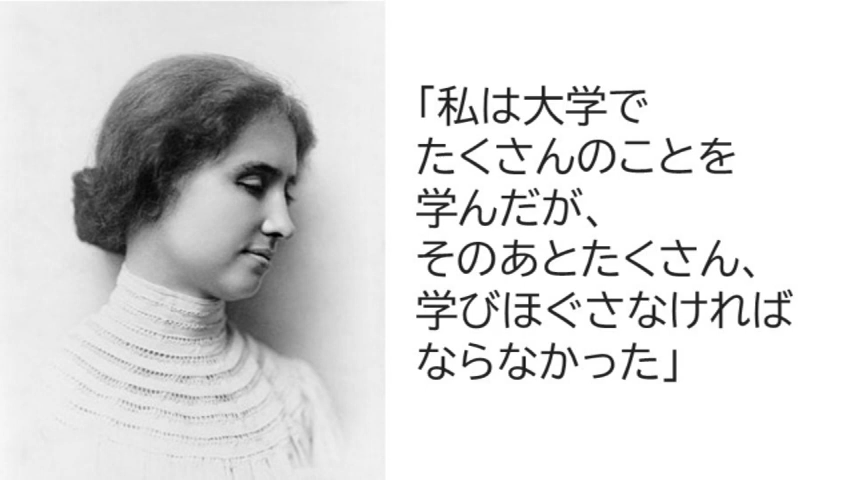 「私は大学で
たくさんのことを
学んだが、
そのあとたくさん、
学びほぐさなければ
ならなかった」